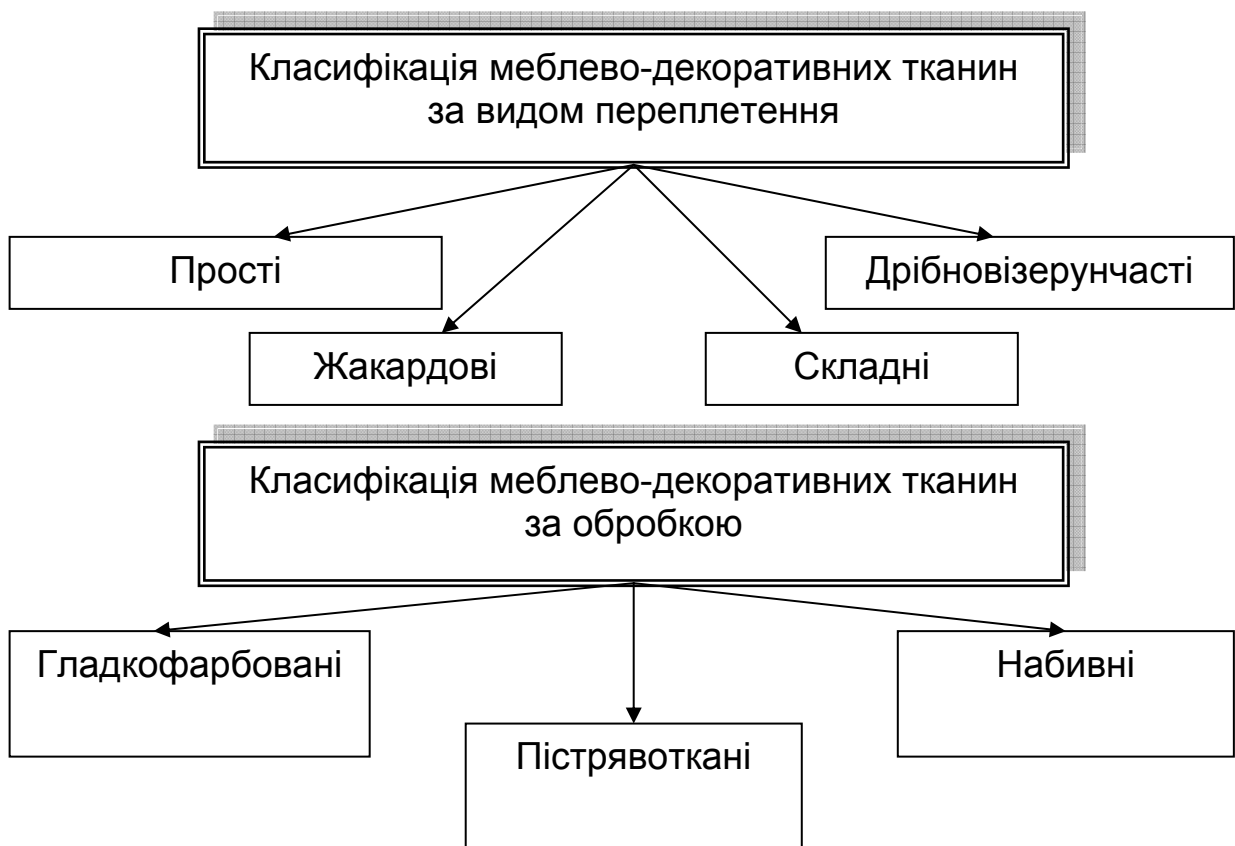 Класифікація меблево-декоративних тканин
за видом переплетення
Прості
Дрібновізерунчасті
Жакардові
Складні
Класифікація меблево-декоративних тканин
за обробкою
Гладкофарбовані
Набивні
Пістрявоткані